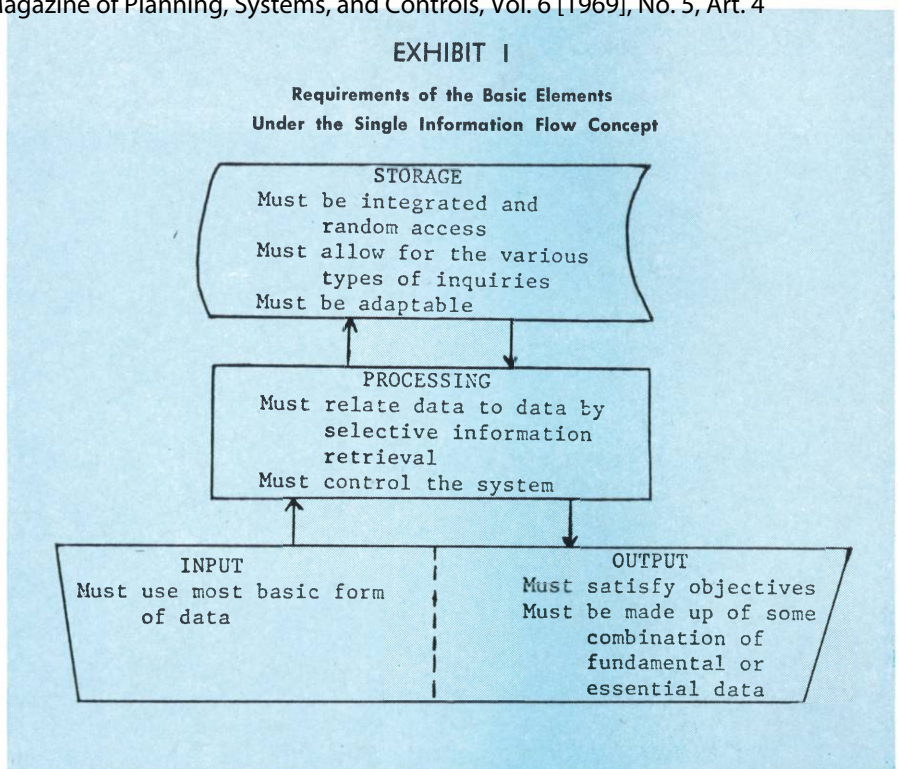 Magazine of Planning, Systems, and Controls, Vol. 6 [1969], No. 5, Art. 4
EXHIBIT I
Requirements of the Basic Elements
Under the Single Information Flow Concept
STORAGE
Must be integrated and
random access
Must allow for the various
types of inquiries
Must be adaptable
PROCESSING
Must relate data to data by
selective information
retrieval
Must control the system
INPUT
Must use most basic form
of data
OUTPUT
Must satisfy objectives
Must be made up of some
combination of
fundamental or
essential data